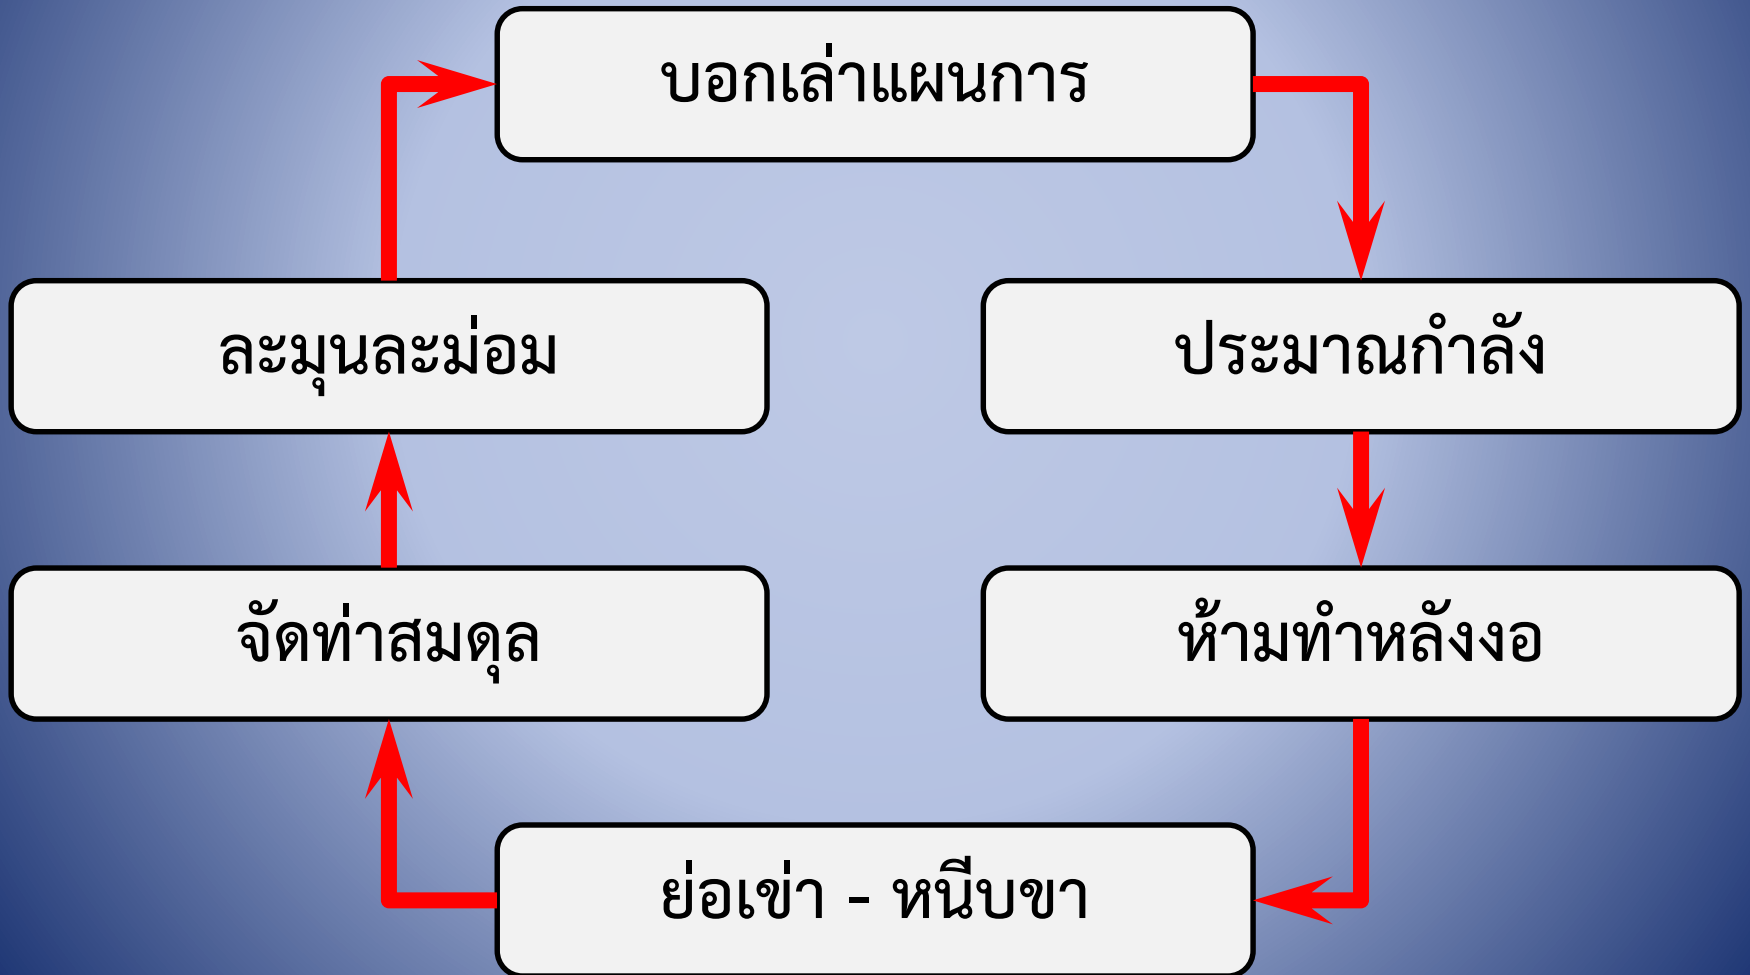 บอกเล่าแผนการ
ประมาณกำลัง
ห้ามทำหลังงอ
ย่อเข่า - หนีบขา
จัดท่าสมดุล
ละมุนละม่อม